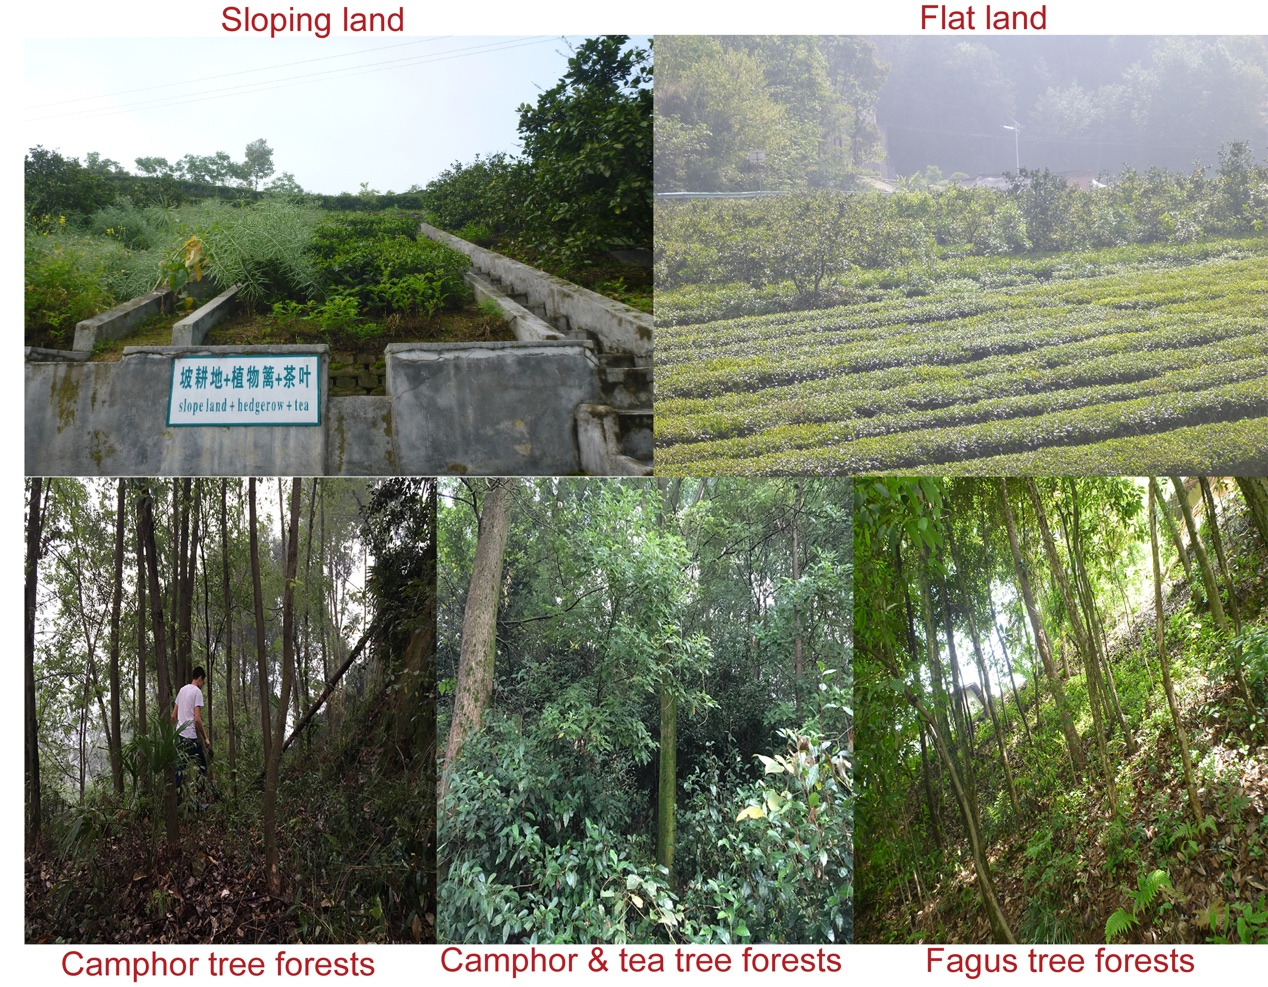 Sloping land
Flat land
坡耕地+植物篱+茶叶
slope land + hedgerow + tea
Camphor tree forests
Camphor & tea tree forests
Fagus tree forests